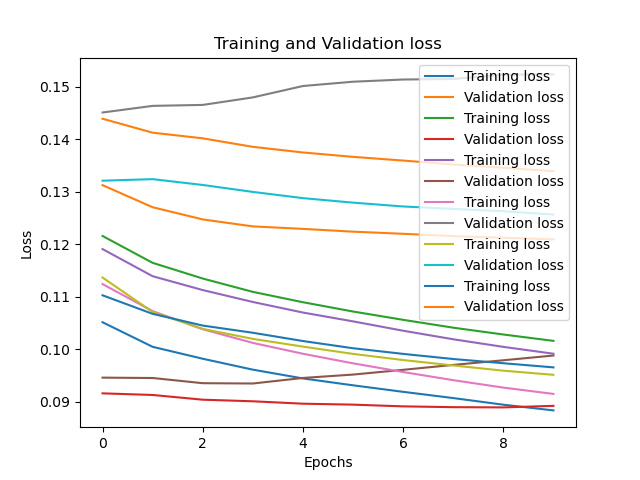 Training and Validation loss
Training loss
Validation loss
Training loss
Validation loss
Training loss
Validation loss
Training loss
Validation loss
Training loss
Validation loss
Training loss
Validation loss
0.15
0.14
0.13
0.12
0.11
0.10
0.09
Loss
0 2 4 6 8
Epochs